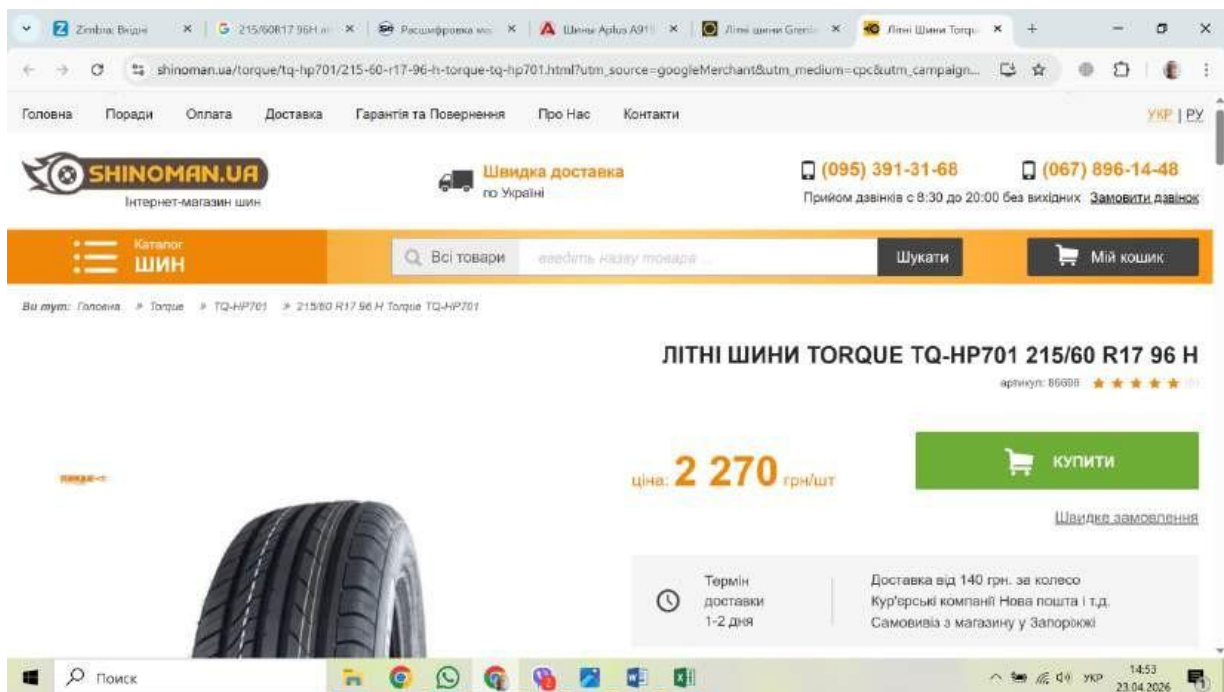 Zimbra: Вхідні
215/60R17 96H
Расшифровка
Шины Aplus A91
Літні шини
Літні Шини Torqu
shinoman.ua/torque/tq-hp701/215-60-r17-96-h-torque-tq-hp701.html?utm_source=googleMerchant&utm_medium=cpc&utm_campaign...
Головна Поради Оплата Доставка Гарантія та Повернення Про Нас Контакти УКР | РУ
SHINOMAN.UA
Інтернет-магазин шин
Швидка доставка
по Україні
(095) 391-31-68 (067) 896-14-48
Прийом дзвінків с 8:30 до 20:00 без вихідних Замовити дзвінок
Каталог
ШИН
Всі товари введіть назву товара ...
Шукати
Мій кошик
Ви тут: Головна » Torque » TQ-HP701 » 215/60 R17 96 H Torque TQ-HP701
ЛІТНІ ШИНИ TORQUE TQ-HP701 215/60 R17 96 H
артикул: 86698
ціна: 2 270 грн/шт
КУПИТИ
Швидке замовлення
TORQUE
Термін
доставки
1-2 дня
Доставка від 140 грн. за колесо
Кур'єрські компанії Нова пошта і т.д.
Самовивіз з магазину у Запоріжжі
Поиск
УКР
14:53
23.04.2026